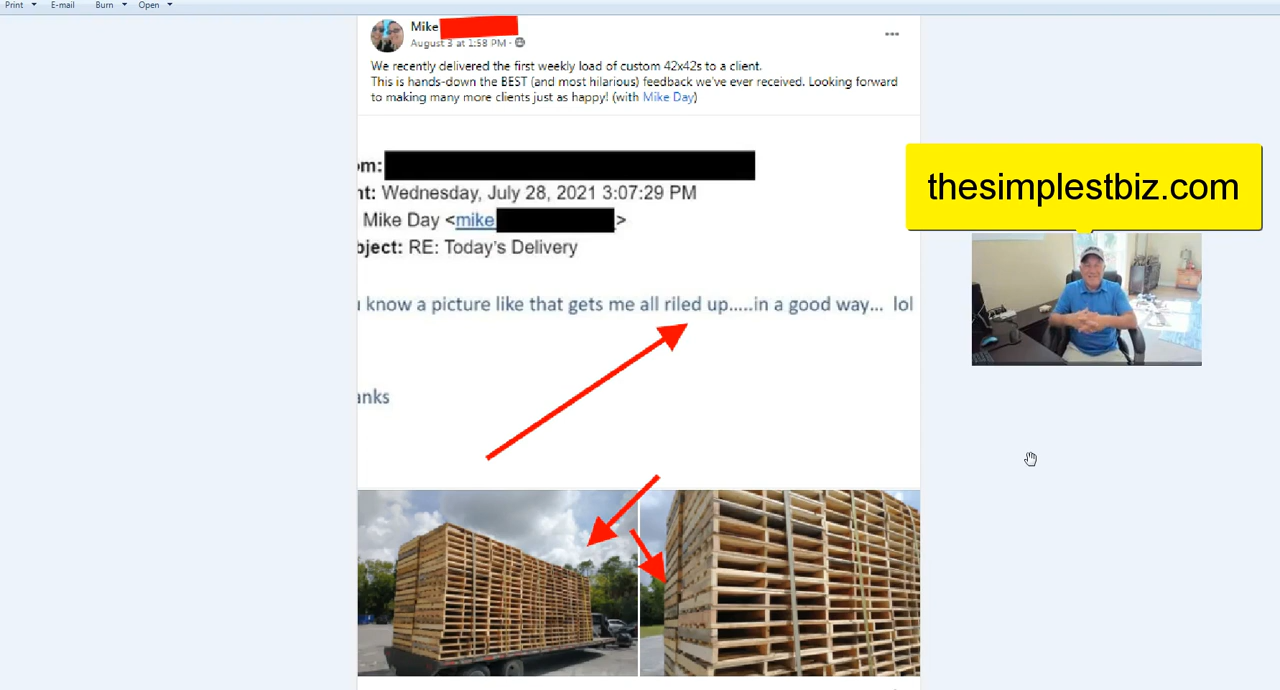 Print E-mail Burn Open
Mike
August 3 at 1:58 PM ·
We recently delivered the first weekly load of custom 42x42s to a client.
This is hands-down the BEST (and most hilarious) feedback we've ever received. Looking forward
to making many more clients just as happy! (with Mike Day)
om:
nt: Wednesday, July 28, 2021 3:07:29 PM
Mike Day <mike >
bject: RE: Today's Delivery
u know a picture like that gets me all riled up.....in a good way... lol
anks
thesimplestbiz.com